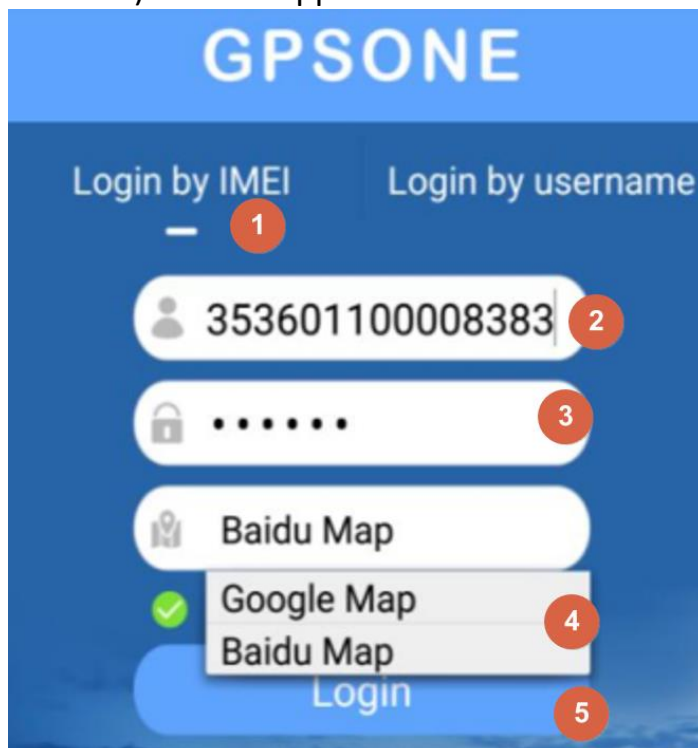 GPSONE
Login by IMEI
Login by username
1
353601100008383
2
••••••
3
Baidu Map
Google Map
4
Baidu Map
Login
5